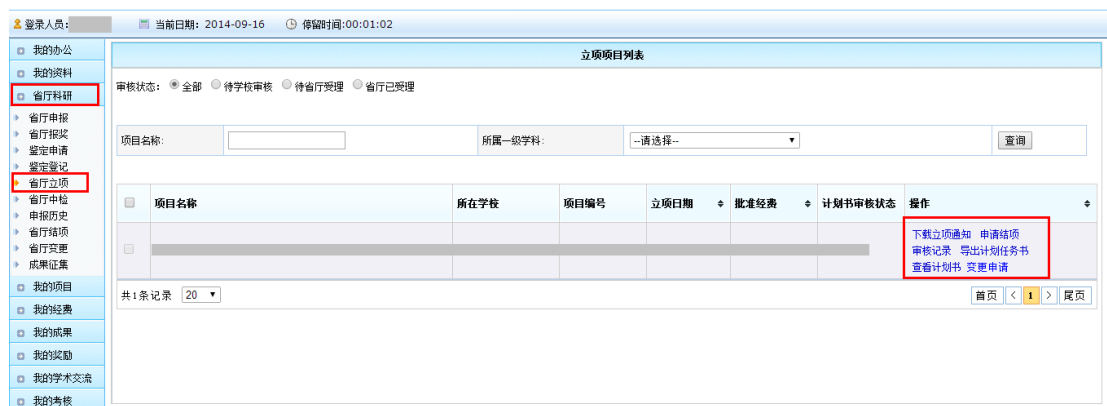 登录人员: 当前日期: 2014-09-16 停留时间:00:01:02
我的办公
我的资料
省厅科研
省厅申报
省厅报奖
鉴定申请
鉴定登记
省厅立项
省厅中检
申报历史
省厅结项
省厅变更
成果征集
我的项目
我的经费
我的成果
我的奖励
我的学术交流
我的考核
立项项目列表
审核状态: 全部 待学校审核 待省厅受理 省厅已受理
项目名称: 所属一级学科: --请选择-- 查询
项目名称 所在学校 项目编号 立项日期 批准经费 计划书审核状态 操作
下载立项通知 申请结项
审核记录 导出计划任务书
查看计划书 变更申请
共1条记录 20 首页 < 1 > 尾页